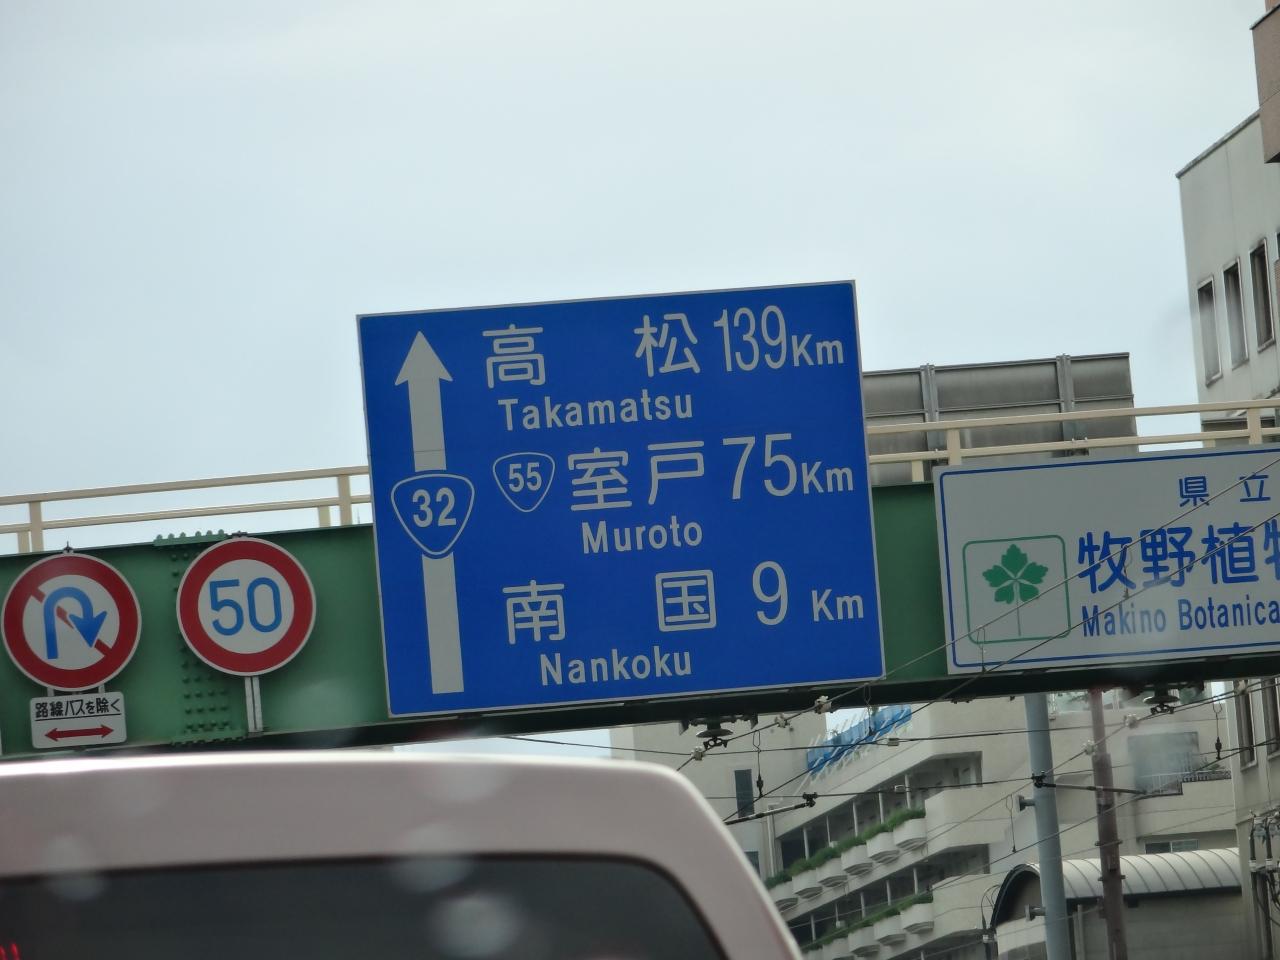 高松 139Km
Takamatsu
32
55 室戸 75Km
Muroto
南国 9 Km
Nankoku
50
路線バスを除く
県立
牧野植物
Makino Botanica